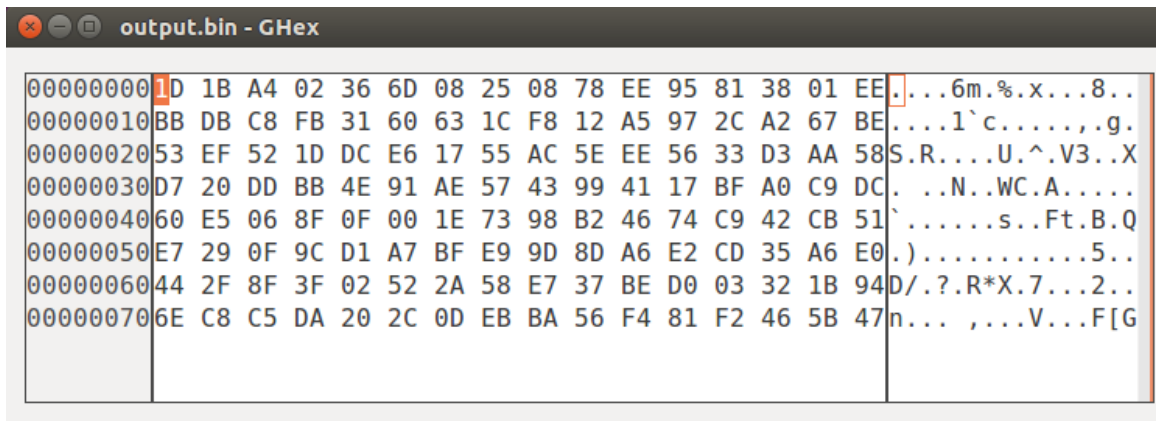 output.bin - GHex
00000000 1D 1B A4 02 36 6D 08 25 08 78 EE 95 81 38 01 EE ....6m.%.x...8..
00000010 BB DB C8 FB 31 60 63 1C F8 12 A5 97 2C A2 67 BE ....1`c.....,.g.
00000020 53 EF 52 1D DC E6 17 55 AC 5E EE 56 33 D3 AA 58 S.R....U.^.V3..X
00000030 D7 20 DD BB 4E 91 AE 57 43 99 41 17 BF A0 C9 DC . ..N..WC.A.....
00000040 60 E5 06 8F 0F 00 1E 73 98 B2 46 74 C9 42 CB 51 `......s..Ft.B.Q
00000050 E7 29 0F 9C D1 A7 BF E9 9D 8D A6 E2 CD 35 A6 E0 .)...........5..
00000060 44 2F 8F 3F 02 52 2A 58 E7 37 BE D0 03 32 1B 94 D/.?.R*X.7...2..
00000070 6E C8 C5 DA 20 2C 0D EB BA 56 F4 81 F2 46 5B 47 n... ,...V...F[G